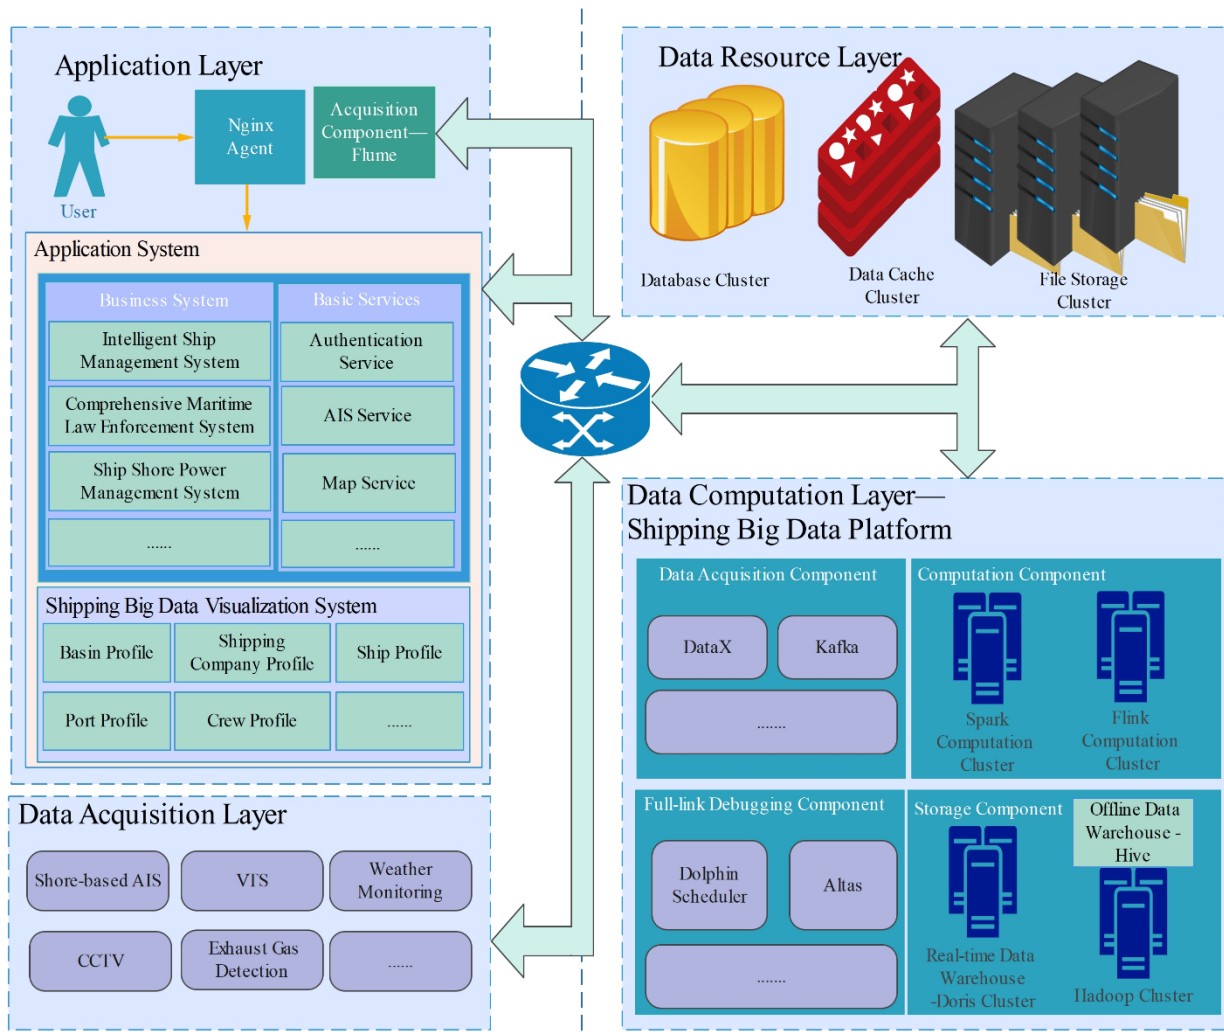 Application Layer
User
Nginx
Agent
Acquisition
Component—
Flume
Application System
Business System
Intelligent Ship
Management System
Comprehensive Maritime
Law Enforcement System
Ship Shore Power
Management System
......
Basic Services
Authentication
Service
AIS Service
Map Service
......
Shipping Big Data Visualization System
Basin Profile
Shipping
Company Profile
Ship Profile
Port Profile
Crew Profile
......
Data Acquisition Layer
Shore-based AIS
VTS
Weather
Monitoring
CCTV
Exhaust Gas
Detection
......
Data Resource Layer
Database Cluster
Data Cache
Cluster
File Storage
Cluster
Data Computation Layer—
Shipping Big Data Platform
Data Acquisition Component
DataX
Kafka
.......
Computation Component
Spark
Computation
Cluster
Flink
Computation
Cluster
Full-link Debugging Component
Dolphin
Scheduler
Altas
.......
Storage Component
Real-time Data
Warehouse
-Doris Cluster
Offline Data
Warehouse -
Hive
Hadoop Cluster